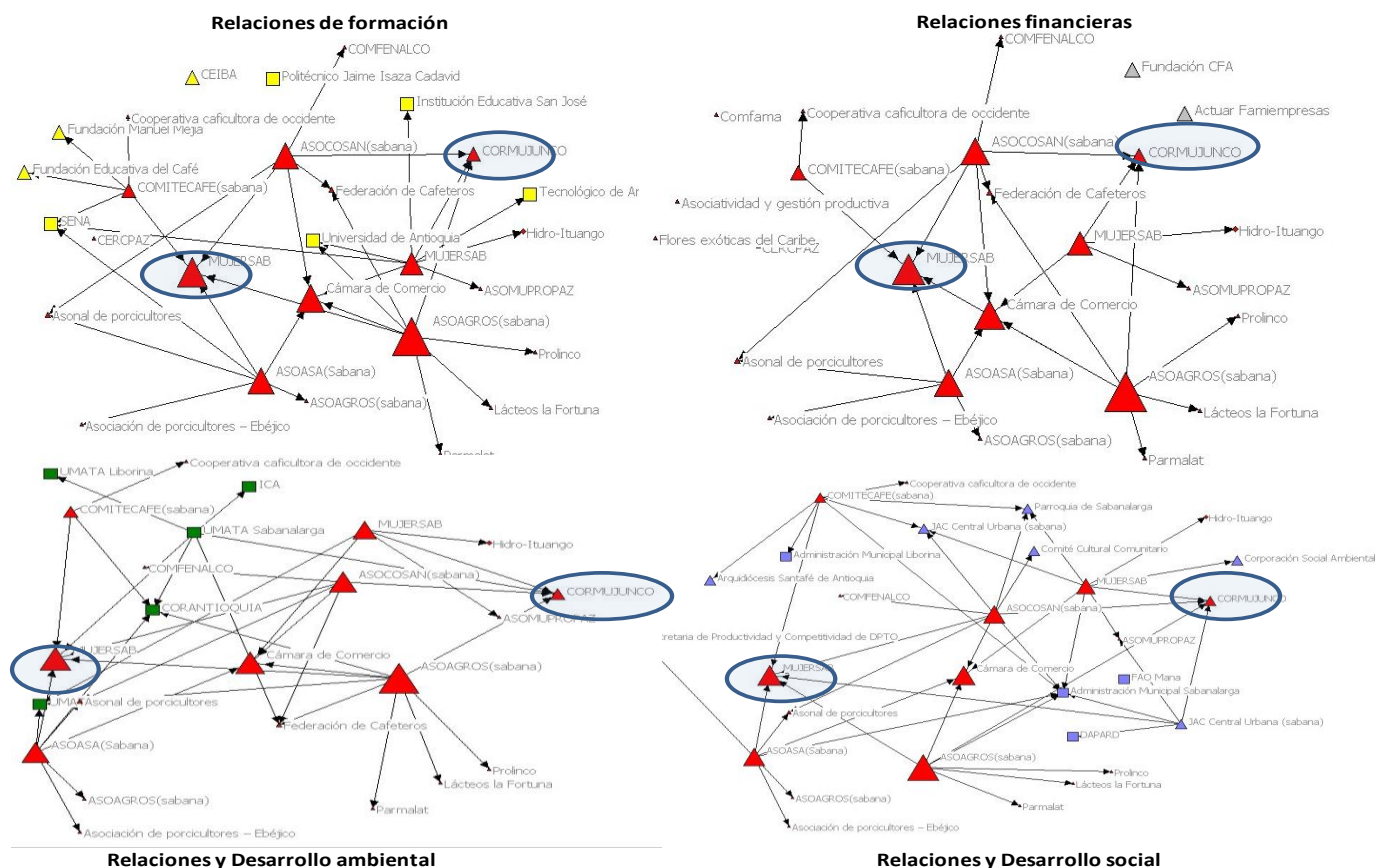 Relaciones de formación
COMFENALCO
CEIBA
Politécnico Jaime Isaza Cadavid
Institución Educativa San José
Cooperativa caficultora de occidente
Fundación Manuel Mejia
ASOCOSAN(sabana)
CORMUJUNCO
Fundación Educativa del Café
COMITECAFE(sabana)
Federación de Cafeteros
Tecnológico de Ar
SENA
CERCPAZ
Universidad de Antioquia
Hidro-Ituango
MUJERSAB
MUJERSAB
Cámara de Comercio
ASOMUPROPAZ
Asonal de porcicultores
ASOAGROS(sabana)
Prolinco
ASOASA(Sabana)
ASOAGROS(sabana)
Lácteos la Fortuna
Asociación de porcicultores – Ebéjico
Parmalat
Relaciones financieras
COMFENALCO
Fundación CFA
Comfama
Cooperativa caficultora de occidente
Actuar Famiempresas
ASOCOSAN(sabana)
CORMUJUNCO
COMITECAFE(sabana)
Federación de Cafeteros
Asociatividad y gestión productiva
Flores exóticas del Caribe
CERCPAZ
MUJERSAB
Hidro-Ituango
MUJERSAB
ASOMUPROPAZ
Cámara de Comercio
Prolinco
Asonal de porcicultores
ASOASA(Sabana)
ASOAGROS(sabana)
Lácteos la Fortuna
Asociación de porcicultores – Ebéjico
ASOAGROS(sabana)
Parmalat
UMATA Liborina
Cooperativa caficultora de occidente
ICA
COMITECAFE(sabana)
UMATA Sabanalarga
MUJERSAB
Hidro-Ituango
COMFENALCO
ASOCOSAN(sabana)
CORMUJUNCO
CORANTIOQUIA
ASOMUPROPAZ
MUJERSAB
Cámara de Comercio
ASOAGROS(sabana)
UMATA
Asonal de porcicultores
Federación de Cafeteros
ASOASA(Sabana)
Prolinco
Lácteos la Fortuna
ASOAGROS(sabana)
Parmalat
Asociación de porcicultores – Ebéjico
Relaciones y Desarrollo ambiental
Cooperativa caficultora de occidente
COMITECAFE(sabana)
Parroquia de Sabanalarga
Hidro-Ituango
JAC Central Urbana (sabana)
Administración Municipal Liborina
Comité Cultural Comunitario
Corporación Social Ambiental
Arquidiócesis Santafé de Antioquia
MUJERSAB
COMFENALCO
ASOCOSAN(sabana)
CORMUJUNCO
cretaria de Productividad y Competitividad de DPTO
ASOMUPROPAZ
MUJERSAB
Cámara de Comercio
FAO Mana
Administración Municipal Sabanalarga
Asonal de porcicultores
JAC Central Urbana (sabana)
DAPARD
ASOASA(Sabana)
ASOAGROS(sabana)
Prolinco
Lácteos la Fortuna
ASOAGROS(sabana)
Parmalat
Asociación de porcicultores – Ebéjico
Relaciones y Desarrollo social